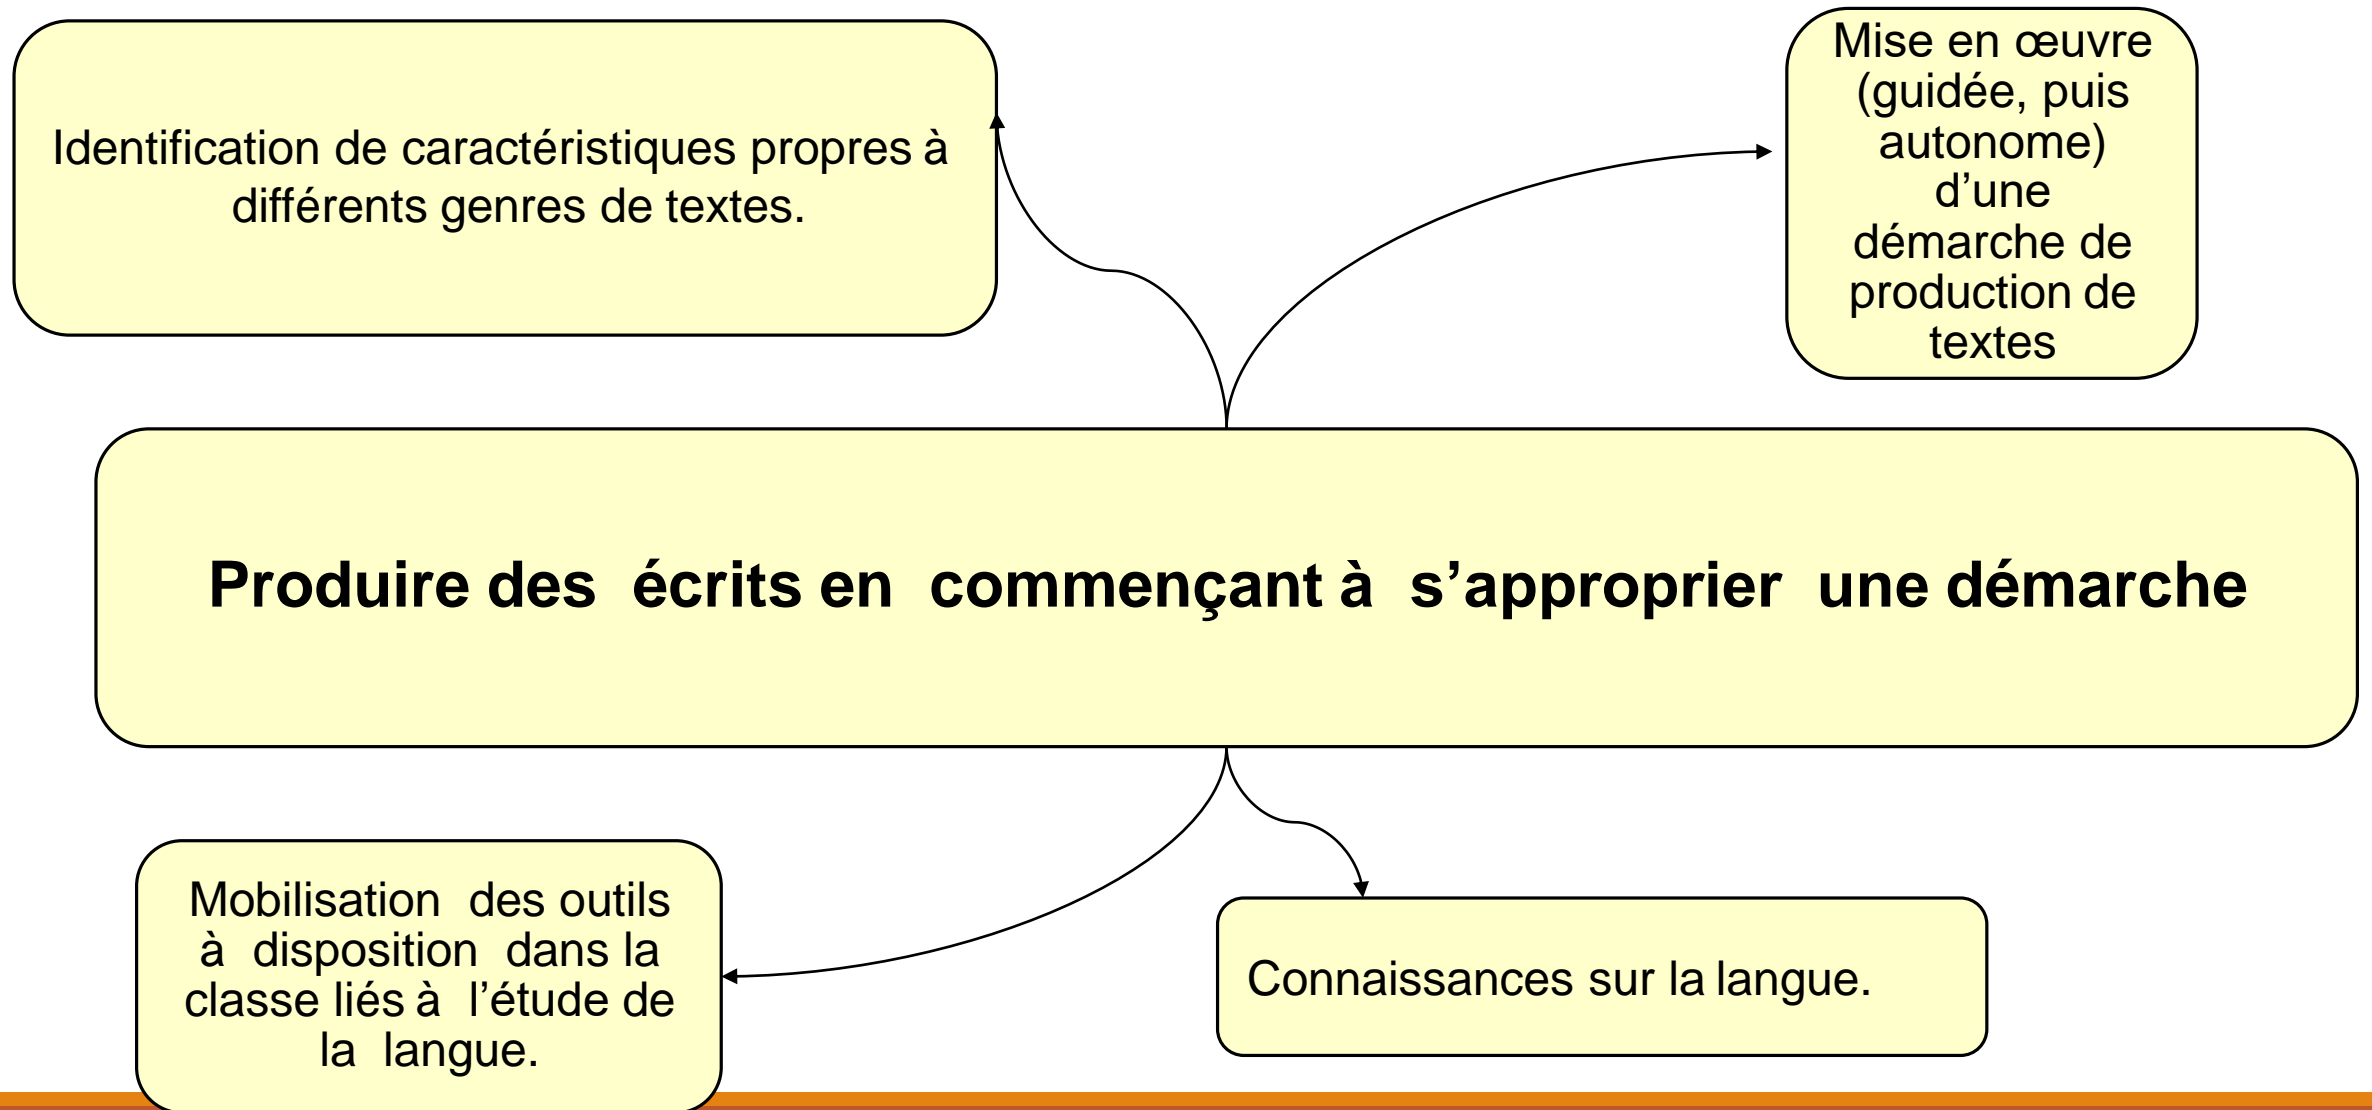 Identification de caractéristiques propres à
différents genres de textes.
Mise en œuvre
(guidée, puis
autonome)
d’une
démarche de
production de
textes
Produire des écrits en commençant à s’approprier une démarche
Mobilisation des outils
à disposition dans la
classe liés à l’étude de
la langue.
Connaissances sur la langue.